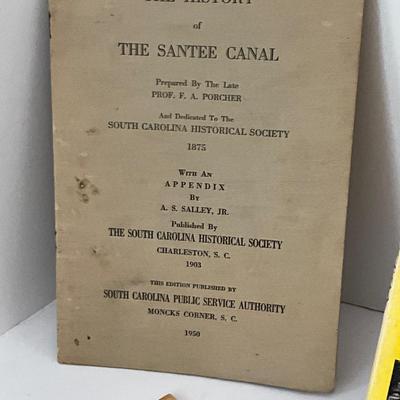 THE HISTORY
of
THE SANTEE CANAL
Prepared By The Late
PROF. F. A. PORCHER
And Dedicated To The
SOUTH CAROLINA HISTORICAL SOCIETY
1875
WITH AN
APPENDIX
BY
A. S. SALLEY, JR.
Published By
THE SOUTH CAROLINA HISTORICAL SOCIETY
CHARLESTON, S. C.
1903
THIS EDITION PUBLISHED BY
SOUTH CAROLINA PUBLIC SERVICE AUTHORITY
MONCKS CORNER, S. C.
1950